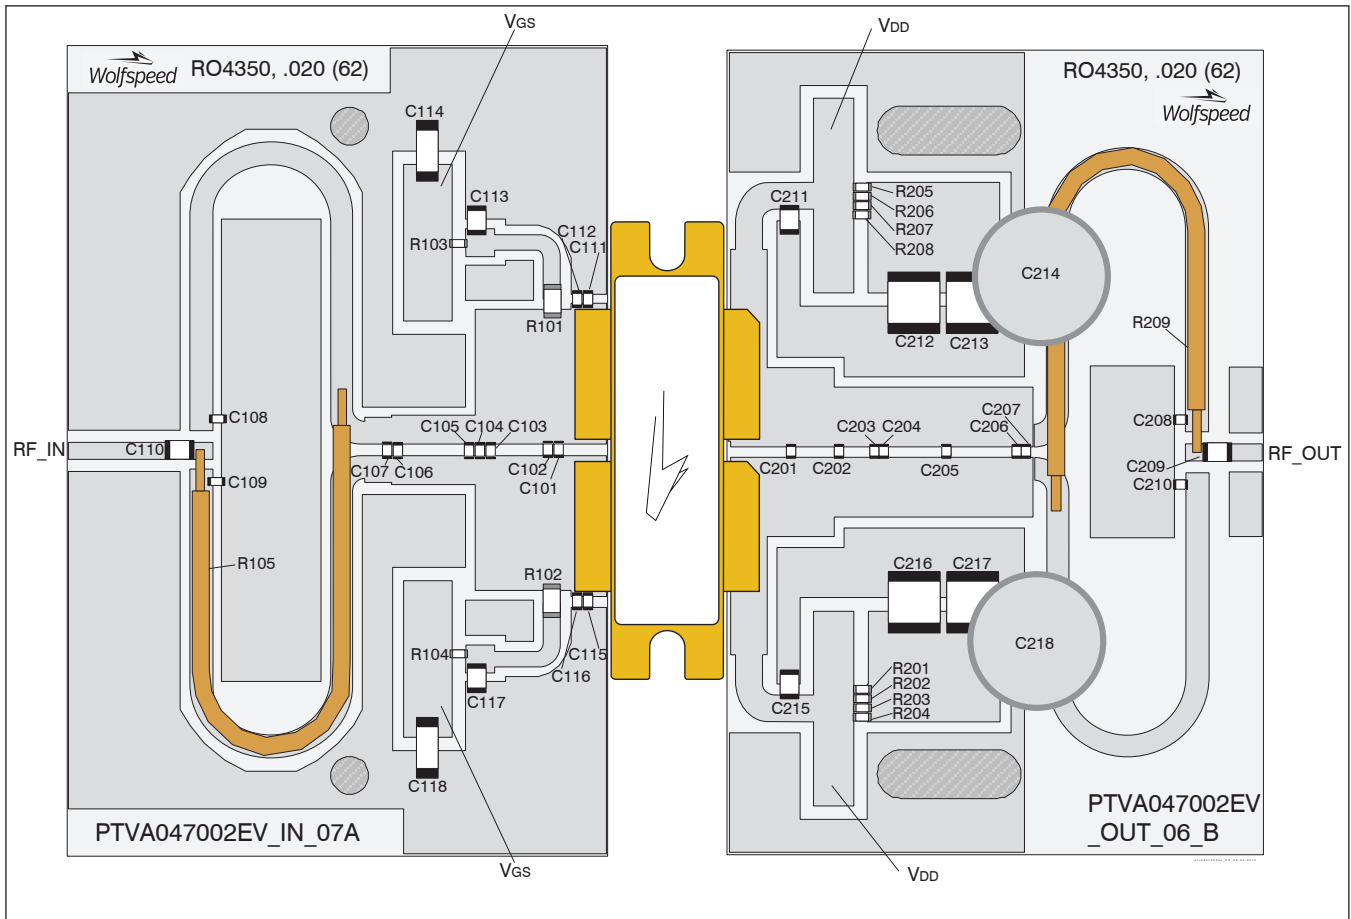 VGS
VDD
Wolfspeed RO4350, .020 (62)
RO4350, .020 (62)
Wolfspeed
C114
C113
R103
C112
C111
R101
C211
R205
R206
R207
R208
C214
C212
C213
R209
C108
RF_IN
C110
C109
R105
C105
C104
C103
C107
C106
C102
C101
C201
C202
C203
C204
C205
C207
C206
C208
C209
C210
RF_OUT
R102
R104
C115
C116
C117
C118
C216
C217
C218
C215
R201
R202
R203
R204
PTVA047002EV_IN_07A
PTVA047002EV
_OUT_06_B
VGS
VDD